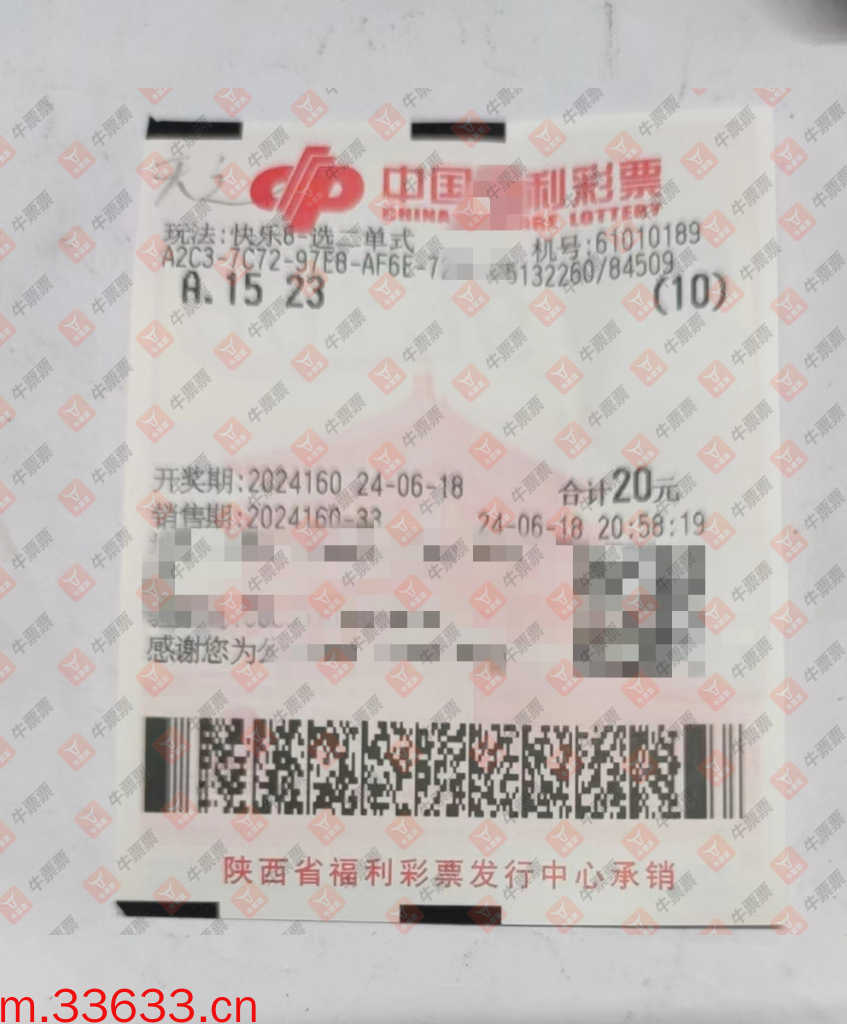 中国 利彩票
CHINA LOTTERY
玩法:快乐8-选二单式 机号:61010189
A2C3-7C72-97E8-AF6E-7 5132260/84509
A.15 23 (10)
开奖期:2024160 24-06-18 合计20元
销售期:2024160-33 24-06-18 20:58:19
感谢您为公
陕西省福利彩票发行中心承销
牛票票
m.33633.cn